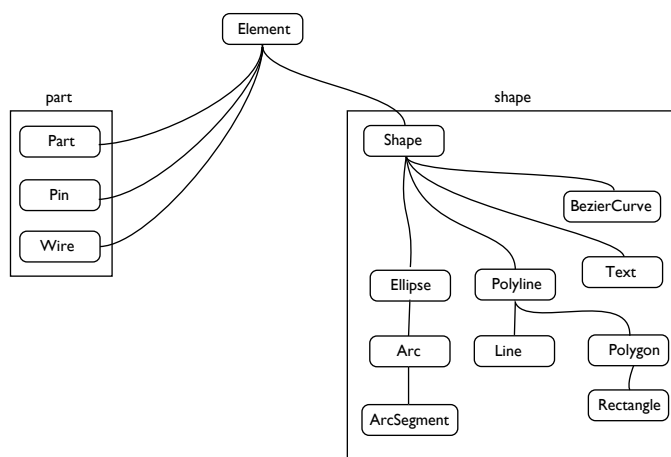 Element
part
shape
Part
Shape
Pin
BezierCurve
Wire
Text
Ellipse
Polyline
Arc
Line
Polygon
Rectangle
ArcSegment